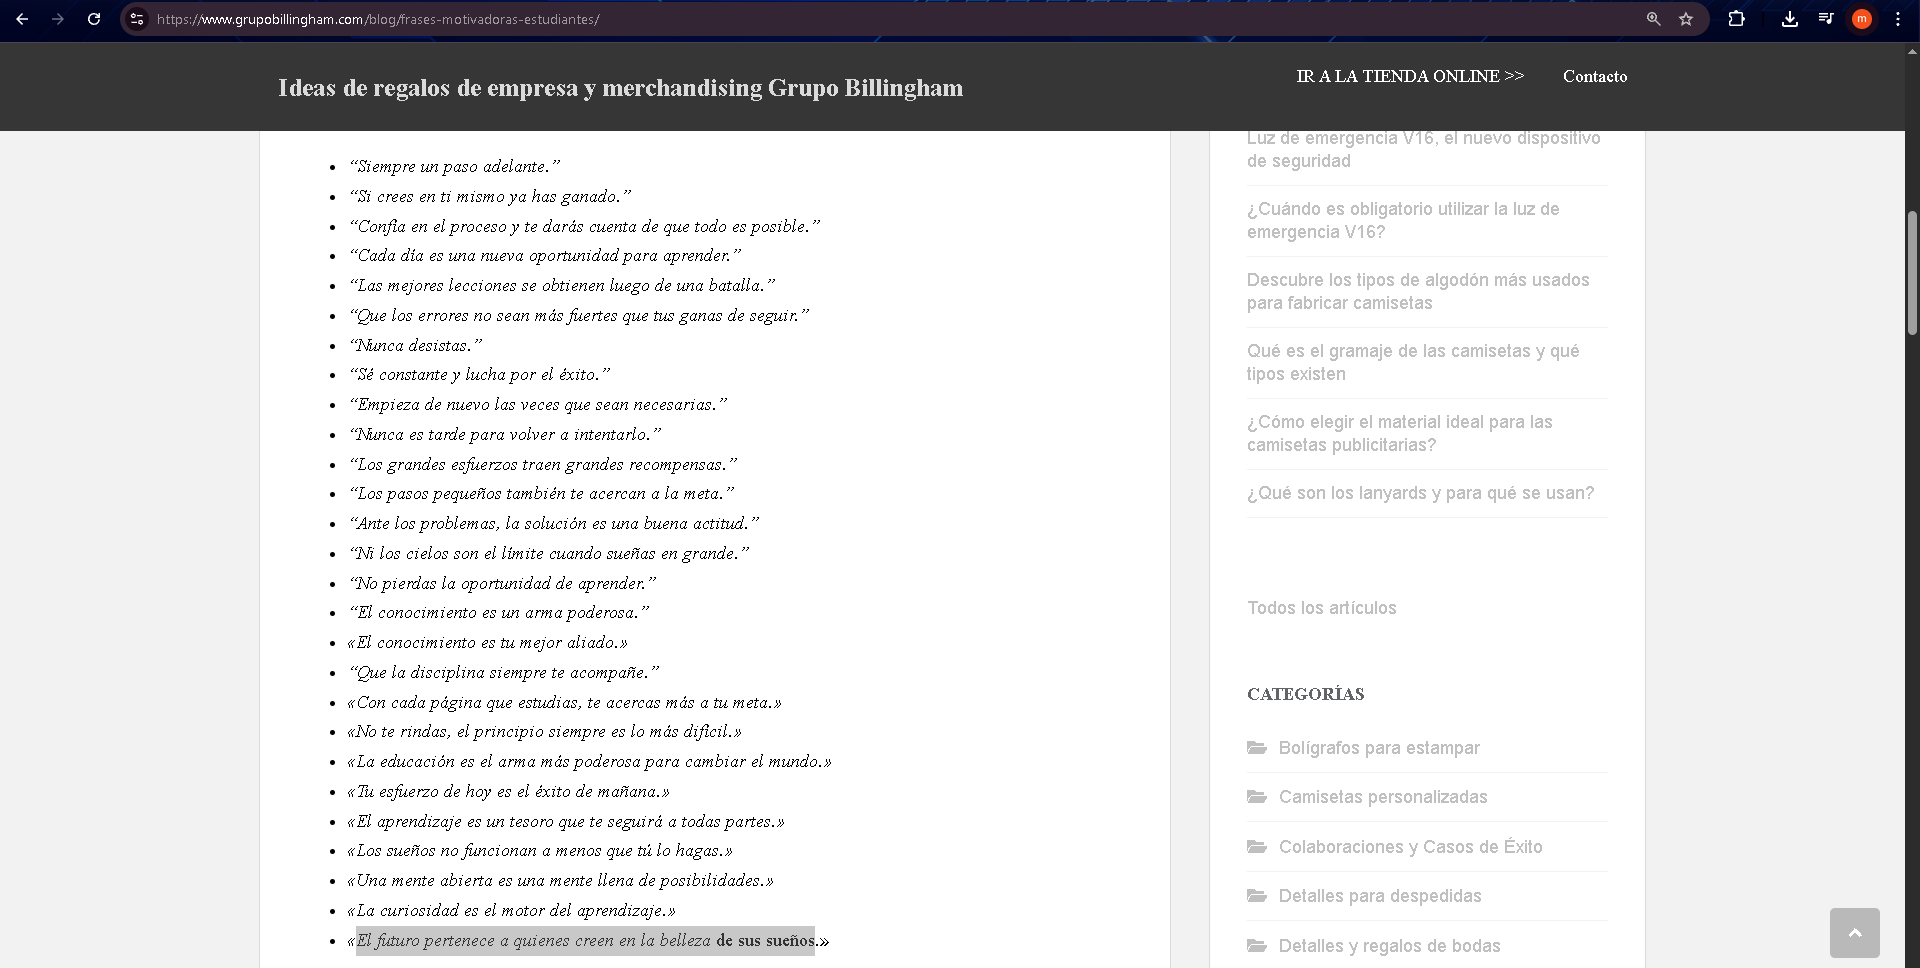 https://www.grupobillingham.com/blog/frases-motivadoras-estudiantes/
m
Ideas de regalos de empresa y merchandising Grupo Billingham
IR A LA TIENDA ONLINE >>
Contacto
“Siempre un paso adelante.”
“Si crees en ti mismo ya has ganado.”
“Confía en el proceso y te darás cuenta de que todo es posible.”
“Cada día es una nueva oportunidad para aprender.”
“Las mejores lecciones se obtienen luego de una batalla.”
“Que los errores no sean más fuertes que tus ganas de seguir.”
“Nunca desistas.”
“Sé constante y lucha por el éxito.”
“Empieza de nuevo las veces que sean necesarias.”
“Nunca es tarde para volver a intentarlo.”
“Los grandes esfuerzos traen grandes recompensas.”
“Los pasos pequeños también te acercan a la meta.”
“Ante los problemas, la solución es una buena actitud.”
“Ni los cielos son el límite cuando sueñas en grande.”
“No pierdas la oportunidad de aprender.”
“El conocimiento es un arma poderosa.”
«El conocimiento es tu mejor aliado.»
“Que la disciplina siempre te acompañe.”
«Con cada página que estudias, te acercas más a tu meta.»
«No te rindas, el principio siempre es lo más difícil.»
«La educación es el arma más poderosa para cambiar el mundo.»
«Tu esfuerzo de hoy es el éxito de mañana.»
«El aprendizaje es un tesoro que te seguirá a todas partes.»
«Los sueños no funcionan a menos que tú lo hagas.»
«Una mente abierta es una mente llena de posibilidades.»
«La curiosidad es el motor del aprendizaje.»
«El futuro pertenece a quienes creen en la belleza de sus sueños.»
Luz de emergencia V16, el nuevo dispositivo
de seguridad
¿Cuándo es obligatorio utilizar la luz de
emergencia V16?
Descubre los tipos de algodón más usados
para fabricar camisetas
Qué es el gramaje de las camisetas y qué
tipos existen
¿Cómo elegir el material ideal para las
camisetas publicitarias?
¿Qué son los lanyards y para qué se usan?
Todos los artículos
CATEGORÍAS
Bolígrafos para estampar
Camisetas personalizadas
Colaboraciones y Casos de Éxito
Detalles para despedidas
Detalles y regalos de bodas